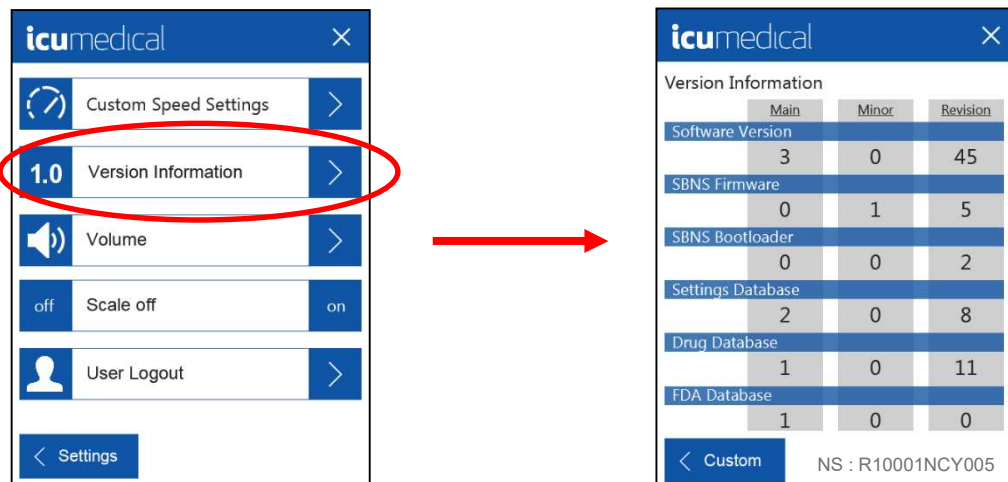 icumedical
Custom Speed Settings
1.0 Version Information
Volume
off Scale off on
User Logout
Settings
icumedical
Version Information
Main Minor Revision
Software Version
3 0 45
SBNS Firmware
0 1 5
SBNS Bootloader
0 0 2
Settings Database
2 0 8
Drug Database
1 0 11
FDA Database
1 0 0
Custom NS : R10001NCY005